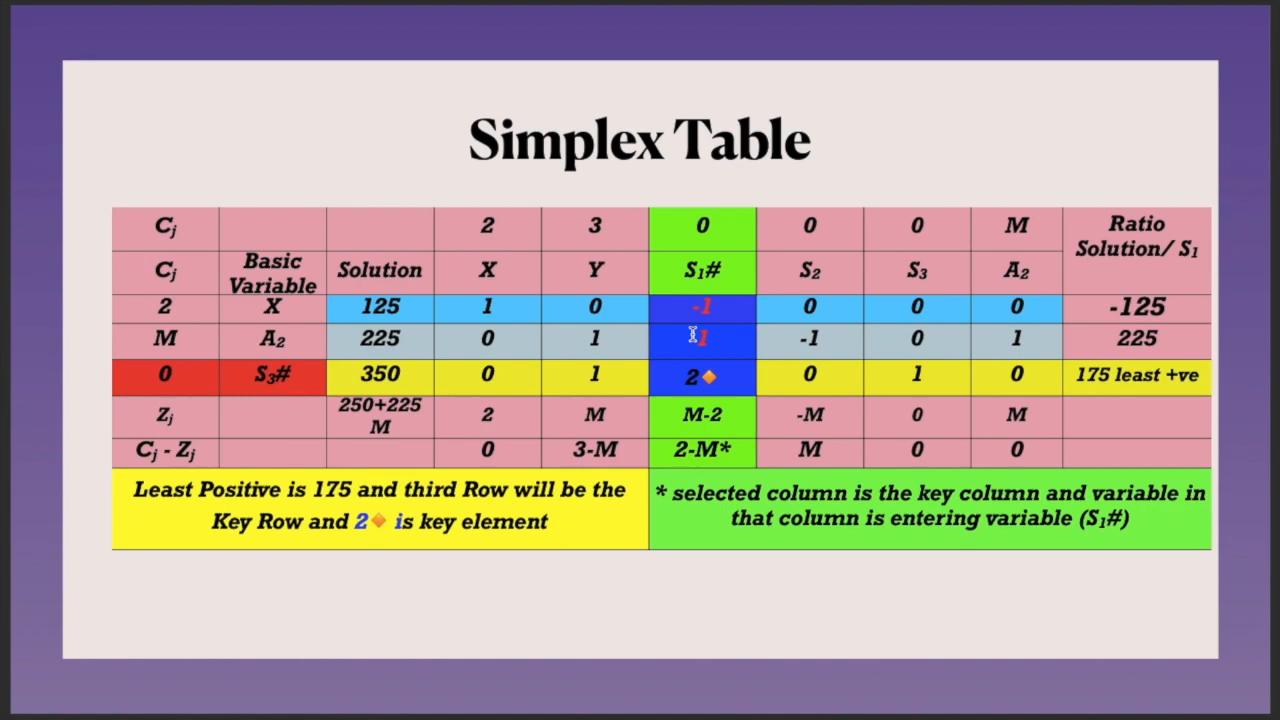 Simplex Table
Cj 2 3 0 0 0 M Ratio
Solution/ S1
Cj Basic Variable Solution X Y S1# S2 S3 A2
2 X 125 1 0 -1 0 0 0 -125
M A2 225 0 1 1 -1 0 1 225
0 S3# 350 0 1 2🔸 0 1 0 175 least +ve
Zj 250+225 M 2 M M-2 -M 0 M
Cj - Zj 0 3-M 2-M* M 0 0
Least Positive is 175 and third Row will be the
Key Row and 2🔸 is key element
* selected column is the key column and variable in
that column is entering variable (S1#)